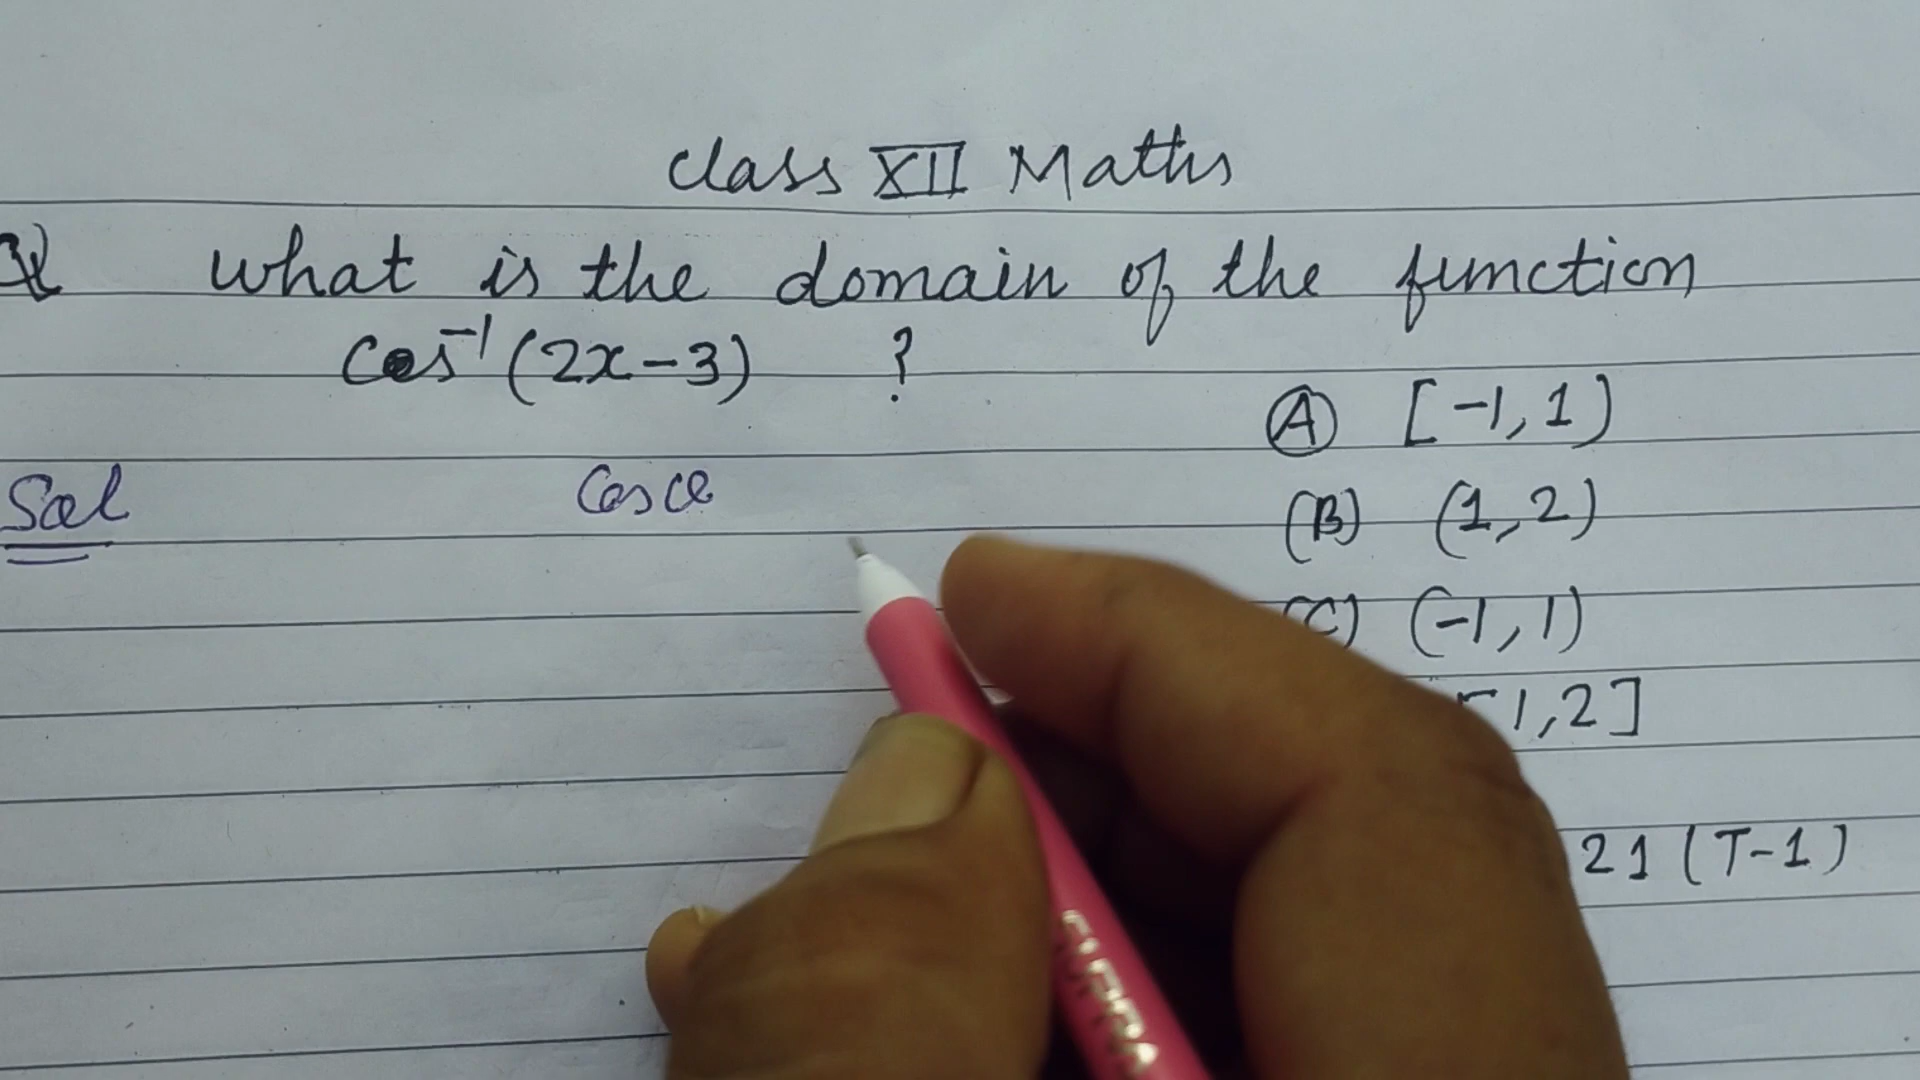 Class XII Maths
Q what is the domain of the function
Cos⁻¹(2x-3) ?
(A) [-1, 1)
Sol Cos
(B) (1, 2)
(C) (-1, 1)
[1, 2]
21 (T-1)